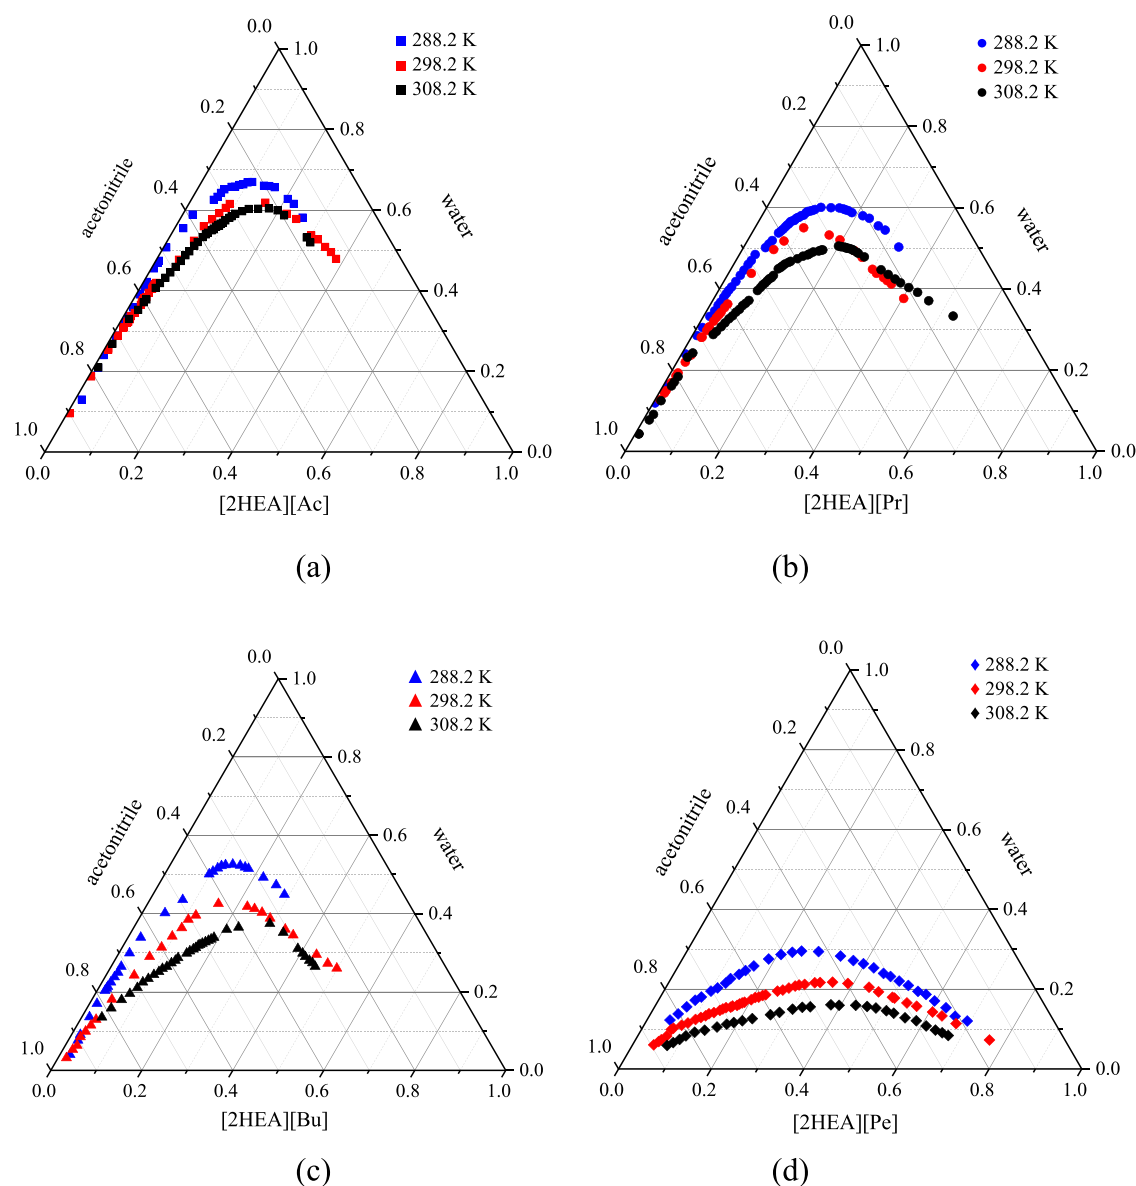 0.0
1.0
288.2 K
298.2 K
308.2 K
0.2
0.8
acetonitrile
water
0.4
0.6
0.6
0.4
0.8
0.2
1.0
0.0
0.0
0.2
0.4
0.6
0.8
1.0
[2HEA][Ac]
(a)
0.0
1.0
288.2 K
298.2 K
308.2 K
0.2
0.8
acetonitrile
water
0.4
0.6
0.6
0.4
0.8
0.2
1.0
0.0
0.0
0.2
0.4
0.6
0.8
1.0
[2HEA][Pr]
(b)
0.0
1.0
288.2 K
298.2 K
308.2 K
0.2
0.8
acetonitrile
water
0.4
0.6
0.6
0.4
0.8
0.2
1.0
0.0
0.0
0.2
0.4
0.6
0.8
1.0
[2HEA][Bu]
(c)
0.0
1.0
288.2 K
298.2 K
308.2 K
0.2
0.8
acetonitrile
water
0.4
0.6
0.6
0.4
0.8
0.2
1.0
0.0
0.0
0.2
0.4
0.6
0.8
1.0
[2HEA][Pe]
(d)